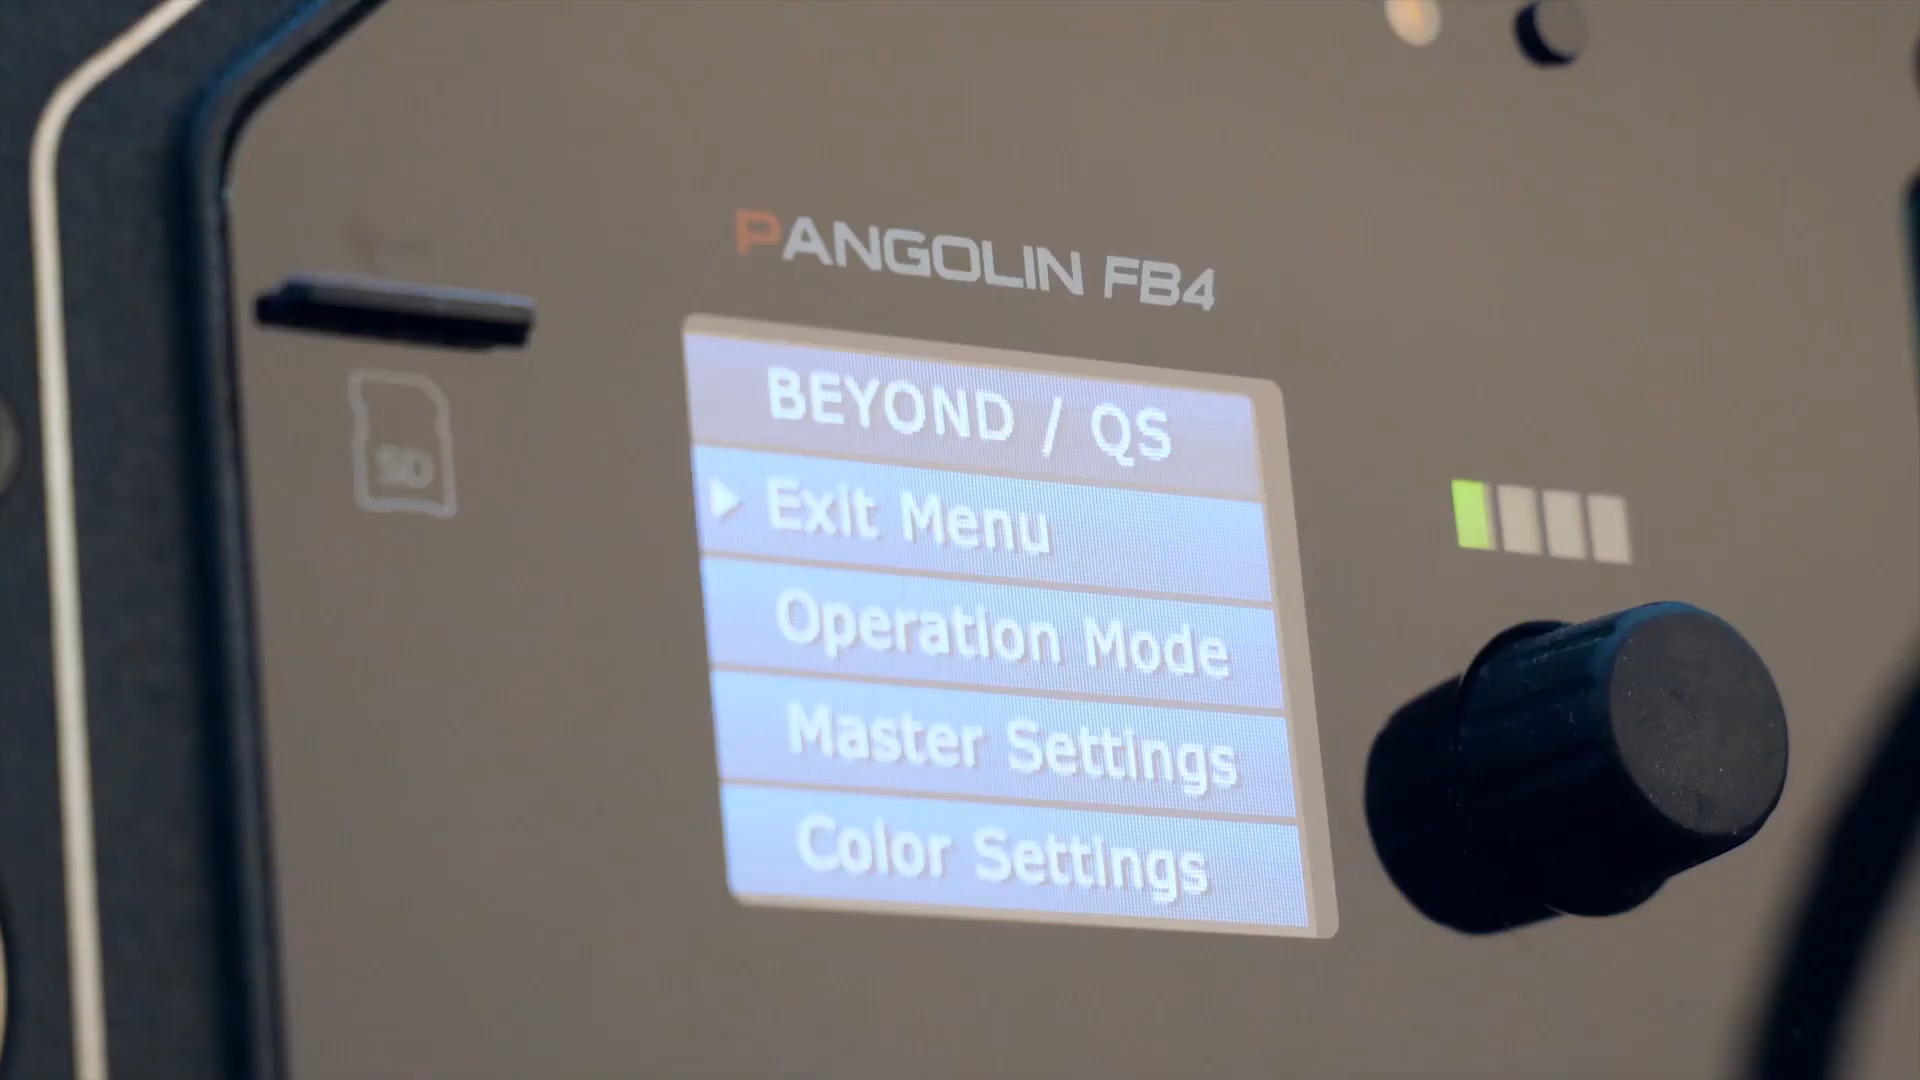 PANGOLIN FB4
SD
BEYOND / QS
Exit Menu
Operation Mode
Master Settings
Color Settings